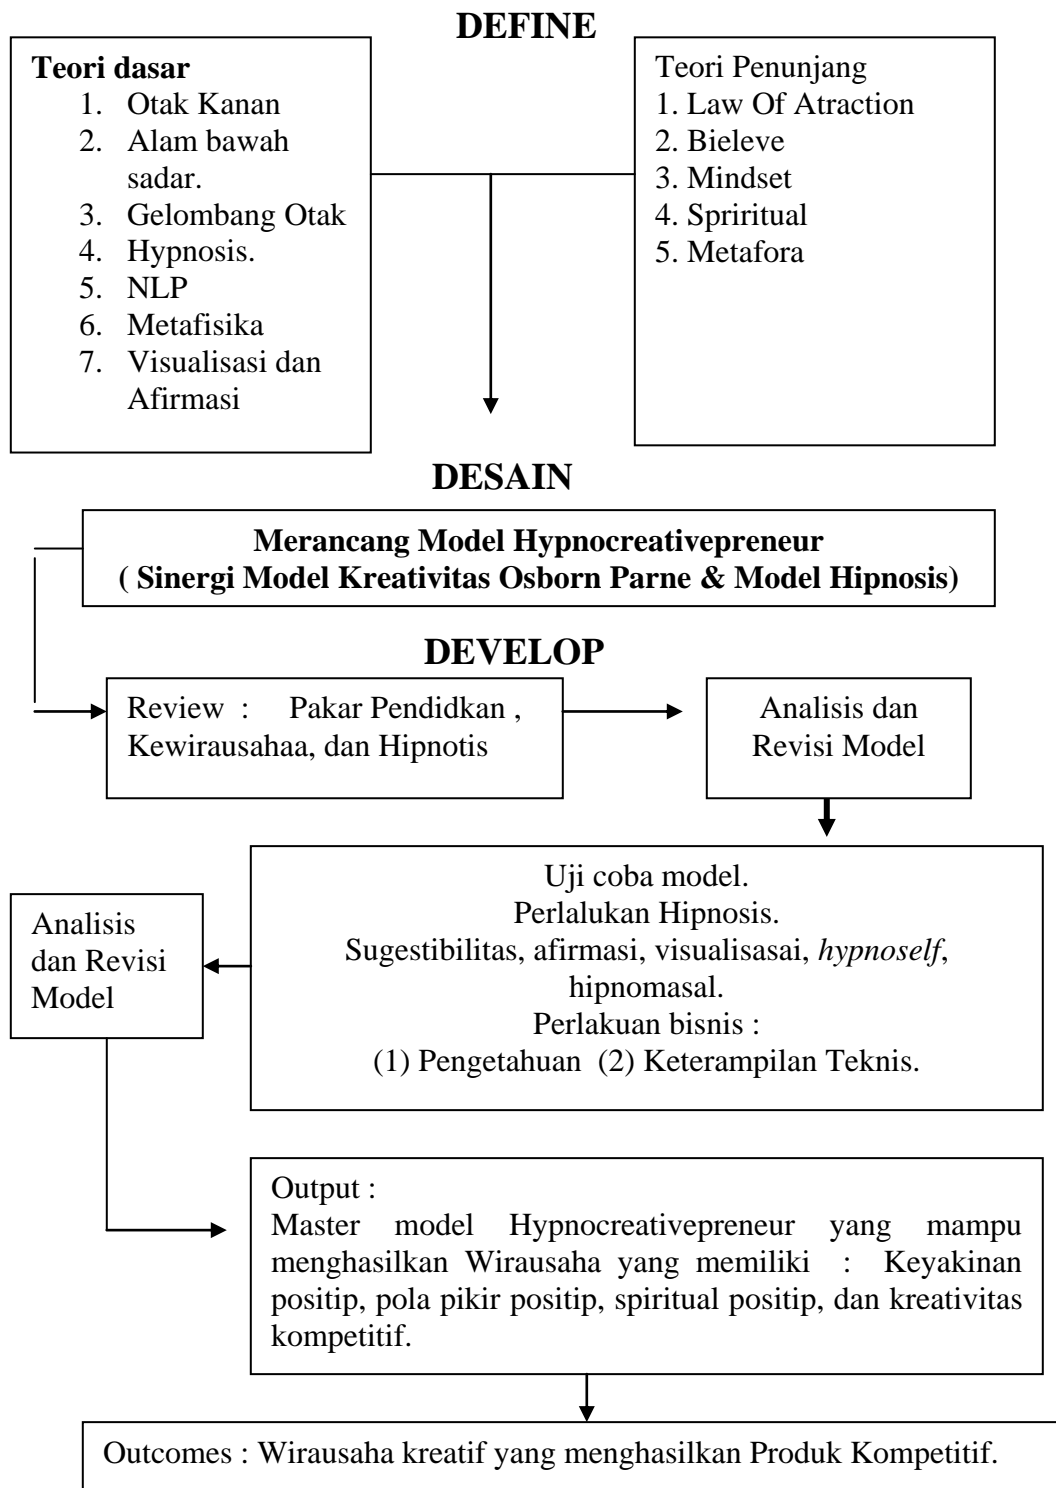 DEFINE
Teori dasar
1. Otak Kanan
2. Alam bawah
sadar.
3. Gelombang Otak
4. Hypnosis.
5. NLP
6. Metafisika
7. Visualisasi dan
Afirmasi
Teori Penunjang
1. Law Of Atraction
2. Bieleve
3. Mindset
4. Spriritual
5. Metafora
DESAIN
Merancang Model Hypnocreativepreneur
( Sinergi Model Kreativitas Osborn Parne & Model Hipnosis)
DEVELOP
Review : Pakar Pendidkan ,
Kewirausahaa, dan Hipnotis
Analisis dan
Revisi Model
Uji coba model.
Perlalukan Hipnosis.
Sugestibilitas, afirmasi, visualisasai, hypnoself,
hipnomasal.
Perlakuan bisnis :
(1) Pengetahuan (2) Keterampilan Teknis.
Analisis
dan Revisi
Model
Output :
Master model Hypnocreativepreneur yang mampu
menghasilkan Wirausaha yang memiliki : Keyakinan
positip, pola pikir positip, spiritual positip, dan kreativitas
kompetitif.
Outcomes : Wirausaha kreatif yang menghasilkan Produk Kompetitif.